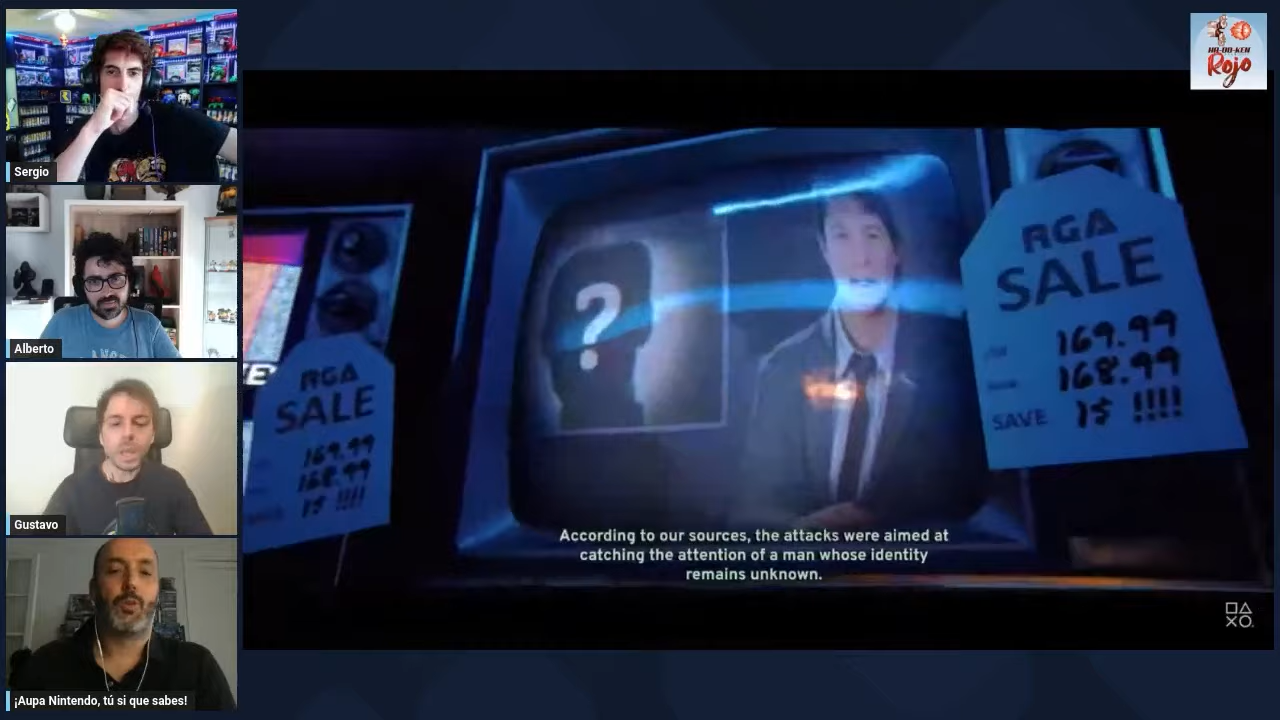 HA-DO-KEN
Rojo
Sergio
Alberto
Gustavo
¡Aupa Nintendo, tú si que sabes!
RGA
SALE
169.99
168.99
1$ !!!!
RGA
SALE
169.99
168.99
SAVE 1$ !!!!
?
According to our sources, the attacks were aimed at
catching the attention of a man whose identity
remains unknown.